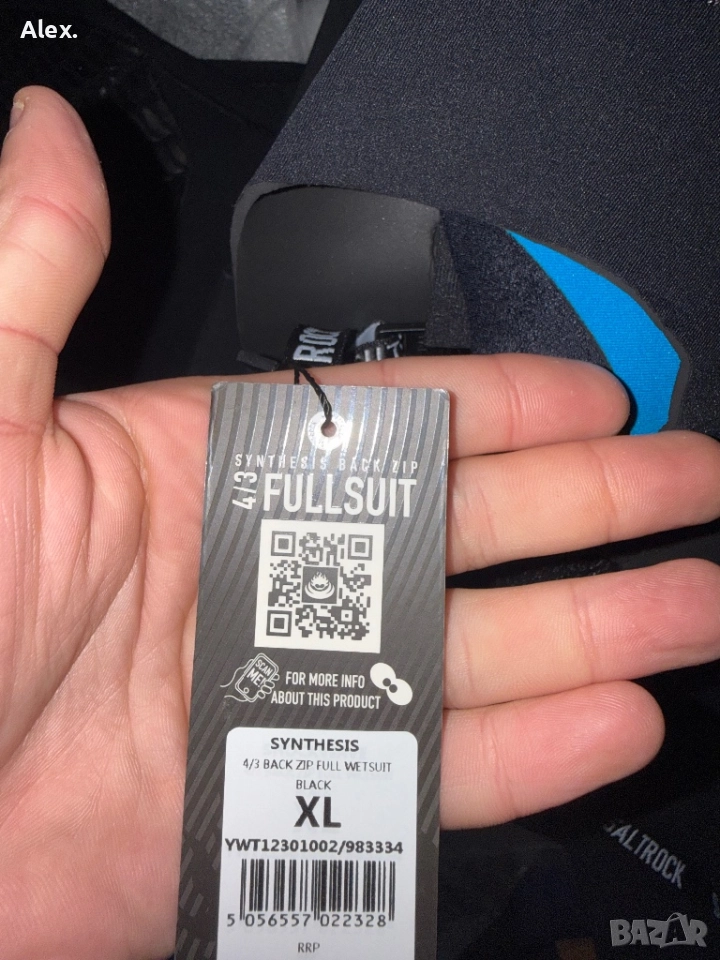 Alex.
ROC
SYNTHESIS BACK ZIP
4/3 FULLSUIT
SCAN ME!
FOR MORE INFO
ABOUT THIS PRODUCT
SYNTHESIS
4/3 BACK ZIP FULL WETSUIT
BLACK
XL
YWT12301002/983334
5 056557 022328
RRP
SALTROCK
BAZAR